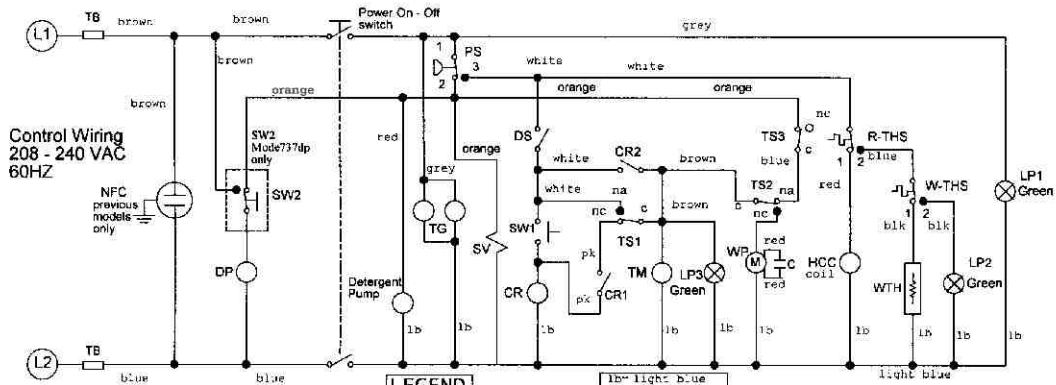 L1
TB
brown
brown
Power On - Off
switch
grey
1
PS
3
2
white
white
brown
orange
orange
orange
brown
Control Wiring
208 - 240 VAC
60HZ
SW2
Mode737dp
only
red
orange
DS
CR2
TS3
O
c
nc
R-THS
1
2
blue
blue
NFC
previous
models
only
SW2
grey
white
brown
TS2
na
red
W-THS
LP1
Green
white
na
brown
c
nc
1
2
TG
SV
SW1
nc
c
TS1
WP
M
red
C
red
blk
blk
DP
pk
TM
LP3
Green
HCC
coil
LP2
Green
Detergent
Pump
CR
CR1
pk
WTH
lb
lb
lb
lb
lb
lb
lb
lb
L2
TB
blue
blue
light blue
LEGEND
lb= light blue